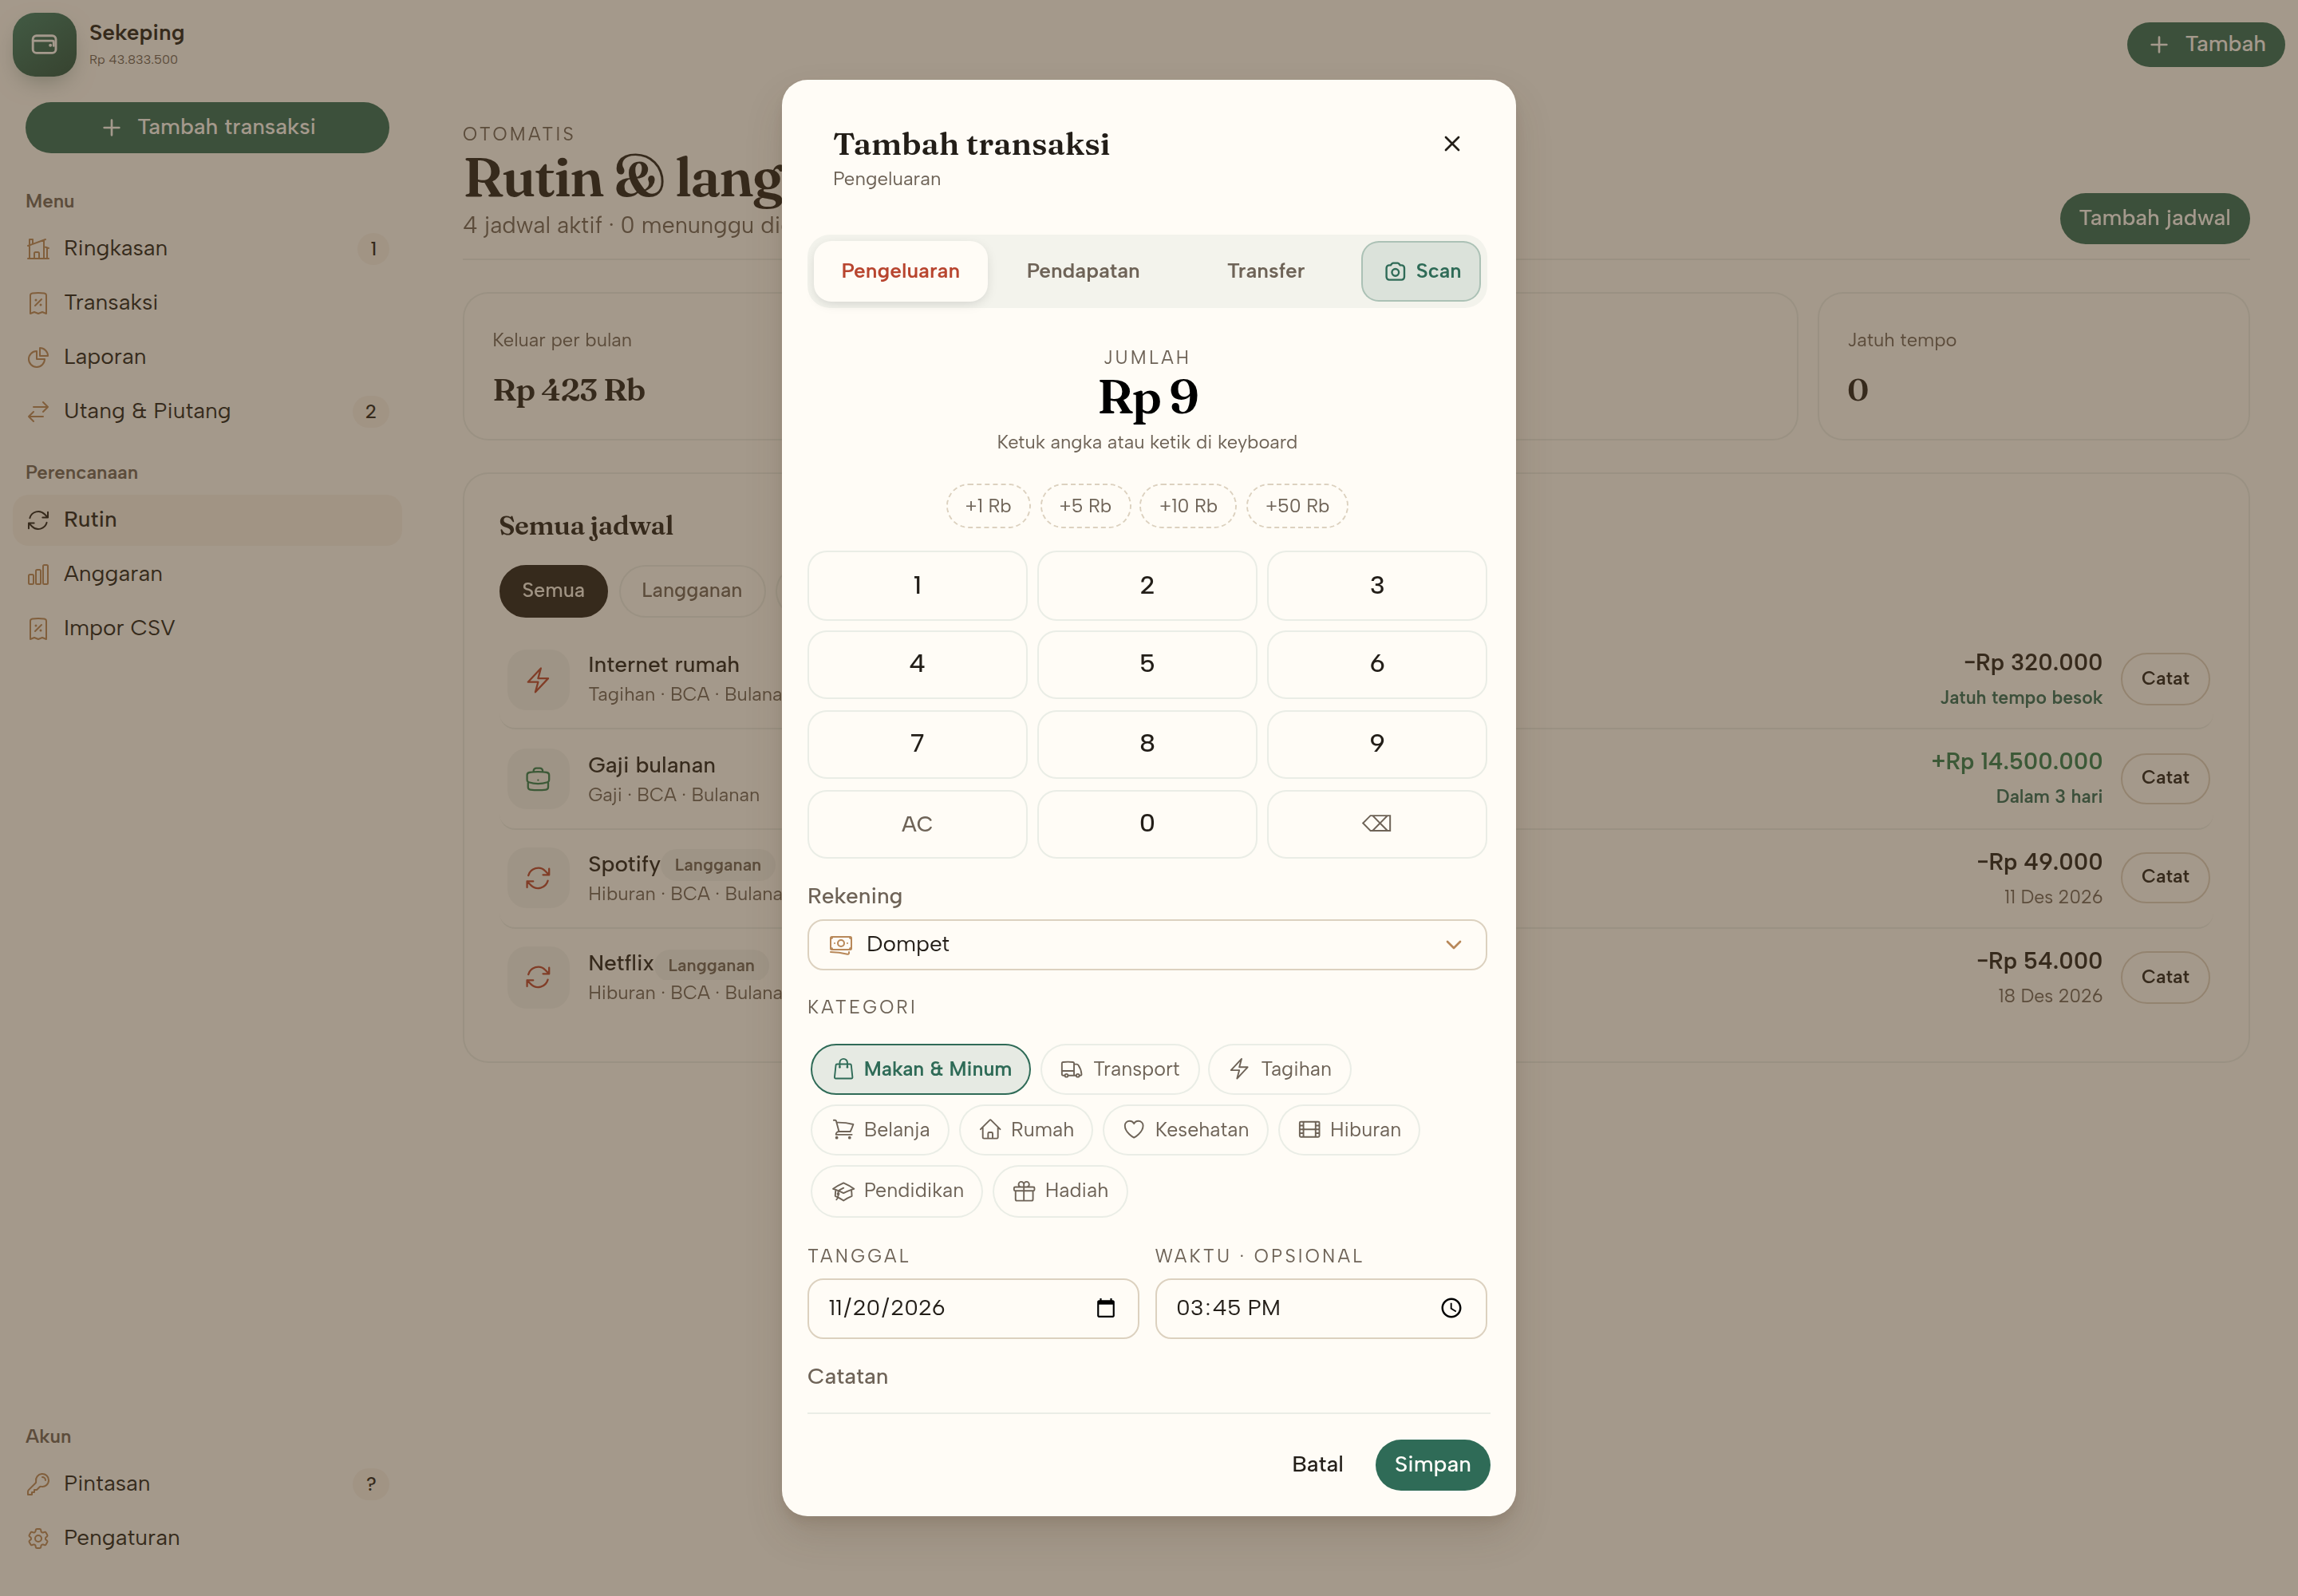 Sekeping
Rp 43.833.500
Tambah
Tambah transaksi
Menu
Ringkasan 1
Transaksi
Laporan
Utang & Piutang 2
Perencanaan
Rutin
Anggaran
Impor CSV
Akun
Pintasan ?
Pengaturan
OTOMATIS
Rutin & lang
4 jadwal aktif · 0 menunggu di
Tambah jadwal
Keluar per bulan
Rp 423 Rb
Jatuh tempo
0
Semua jadwal
Semua Langganan
Internet rumah
Tagihan · BCA · Bulana
-Rp 320.000
Jatuh tempo besok
Catat
Gaji bulanan
Gaji · BCA · Bulanan
+Rp 14.500.000
Dalam 3 hari
Catat
Spotify Langganan
Hiburan · BCA · Bulana
-Rp 49.000
11 Des 2026
Catat
Netflix Langganan
Hiburan · BCA · Bulana
-Rp 54.000
18 Des 2026
Catat
Tambah transaksi
Pengeluaran
Pengeluaran Pendapatan Transfer Scan
JUMLAH
Rp 9
Ketuk angka atau ketik di keyboard
+1 Rb +5 Rb +10 Rb +50 Rb
1 2 3
4 5 6
7 8 9
AC 0 ⌫
Rekening
Dompet
KATEGORI
Makan & Minum Transport Tagihan
Belanja Rumah Kesehatan Hiburan
Pendidikan Hadiah
TANGGAL WAKTU · OPSIONAL
11/20/2026 03:45 PM
Catatan
Batal Simpan